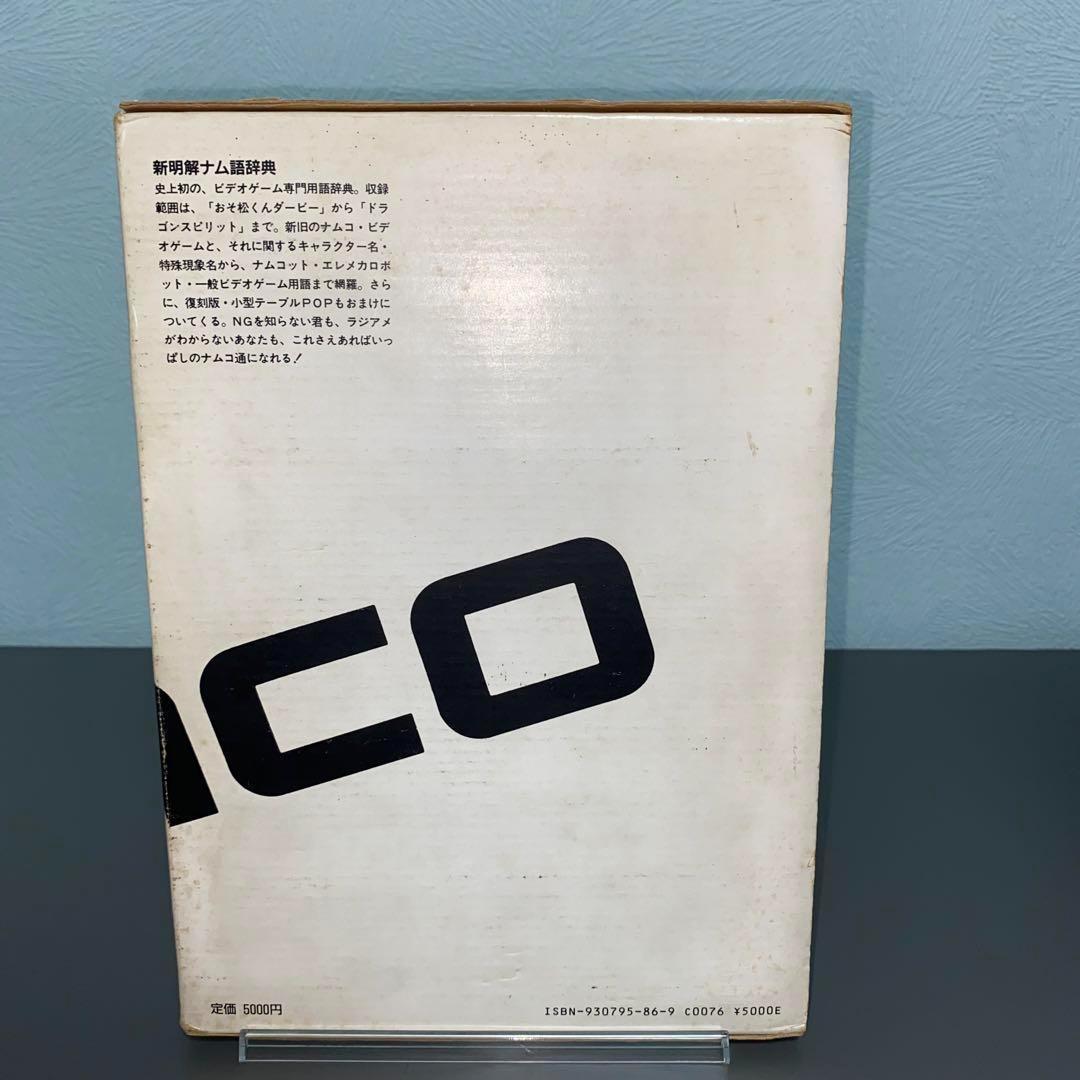 新明解ナム語辞典
史上初の、ビデオゲーム専門用語辞典。収録
範囲は、「おそ松くんダービー」から「ドラ
ゴンスピリット」まで。新旧のナムコ・ビデ
オゲームと、それに関するキャラクター名・
特殊現象名から、ナムコット・エレメカロボ
ット・一般ビデオゲーム用語まで網羅。さら
に、復刻版・小型テーブルPOPもおまけに
ついてくる。NGを知らない君も、ラジアメ
がわからないあなたも、これさえあればいっ
ぱしのナムコ通になれる!
co
定価 5000円
ISBN-930795-86-9 C0076 ¥5000E